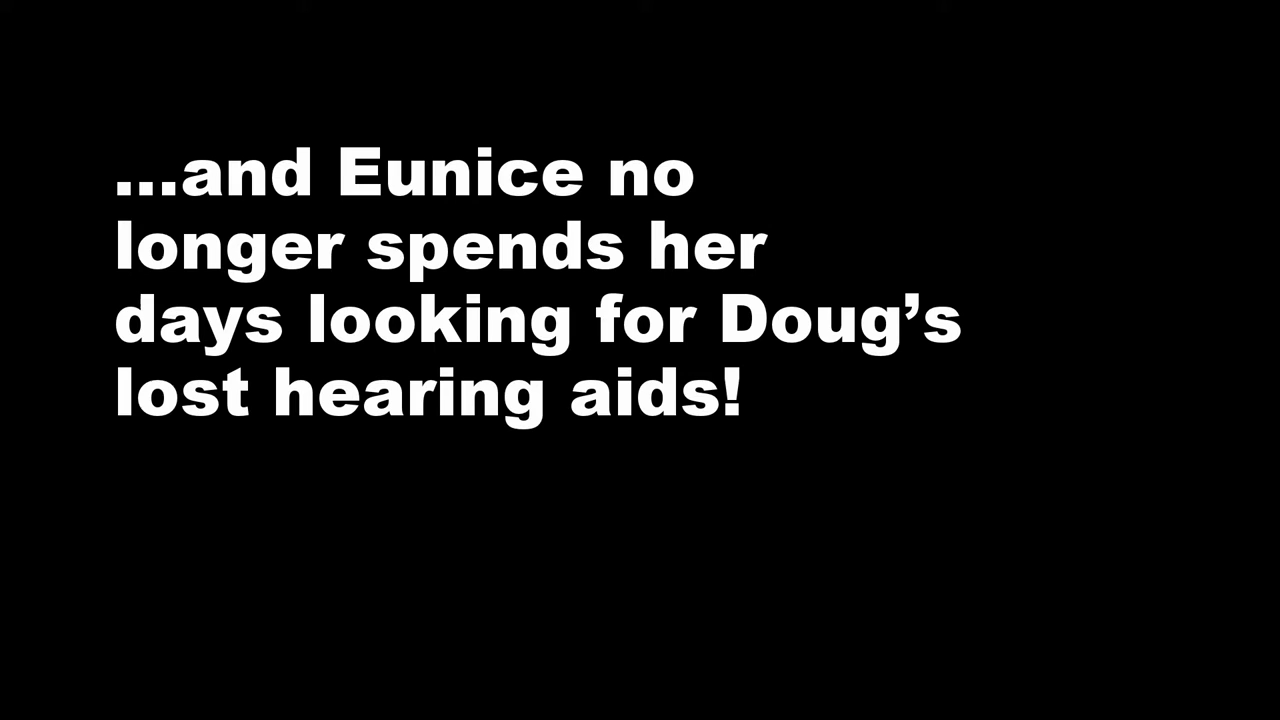 ...and Eunice no
longer spends her
days looking for Doug’s
lost hearing aids!